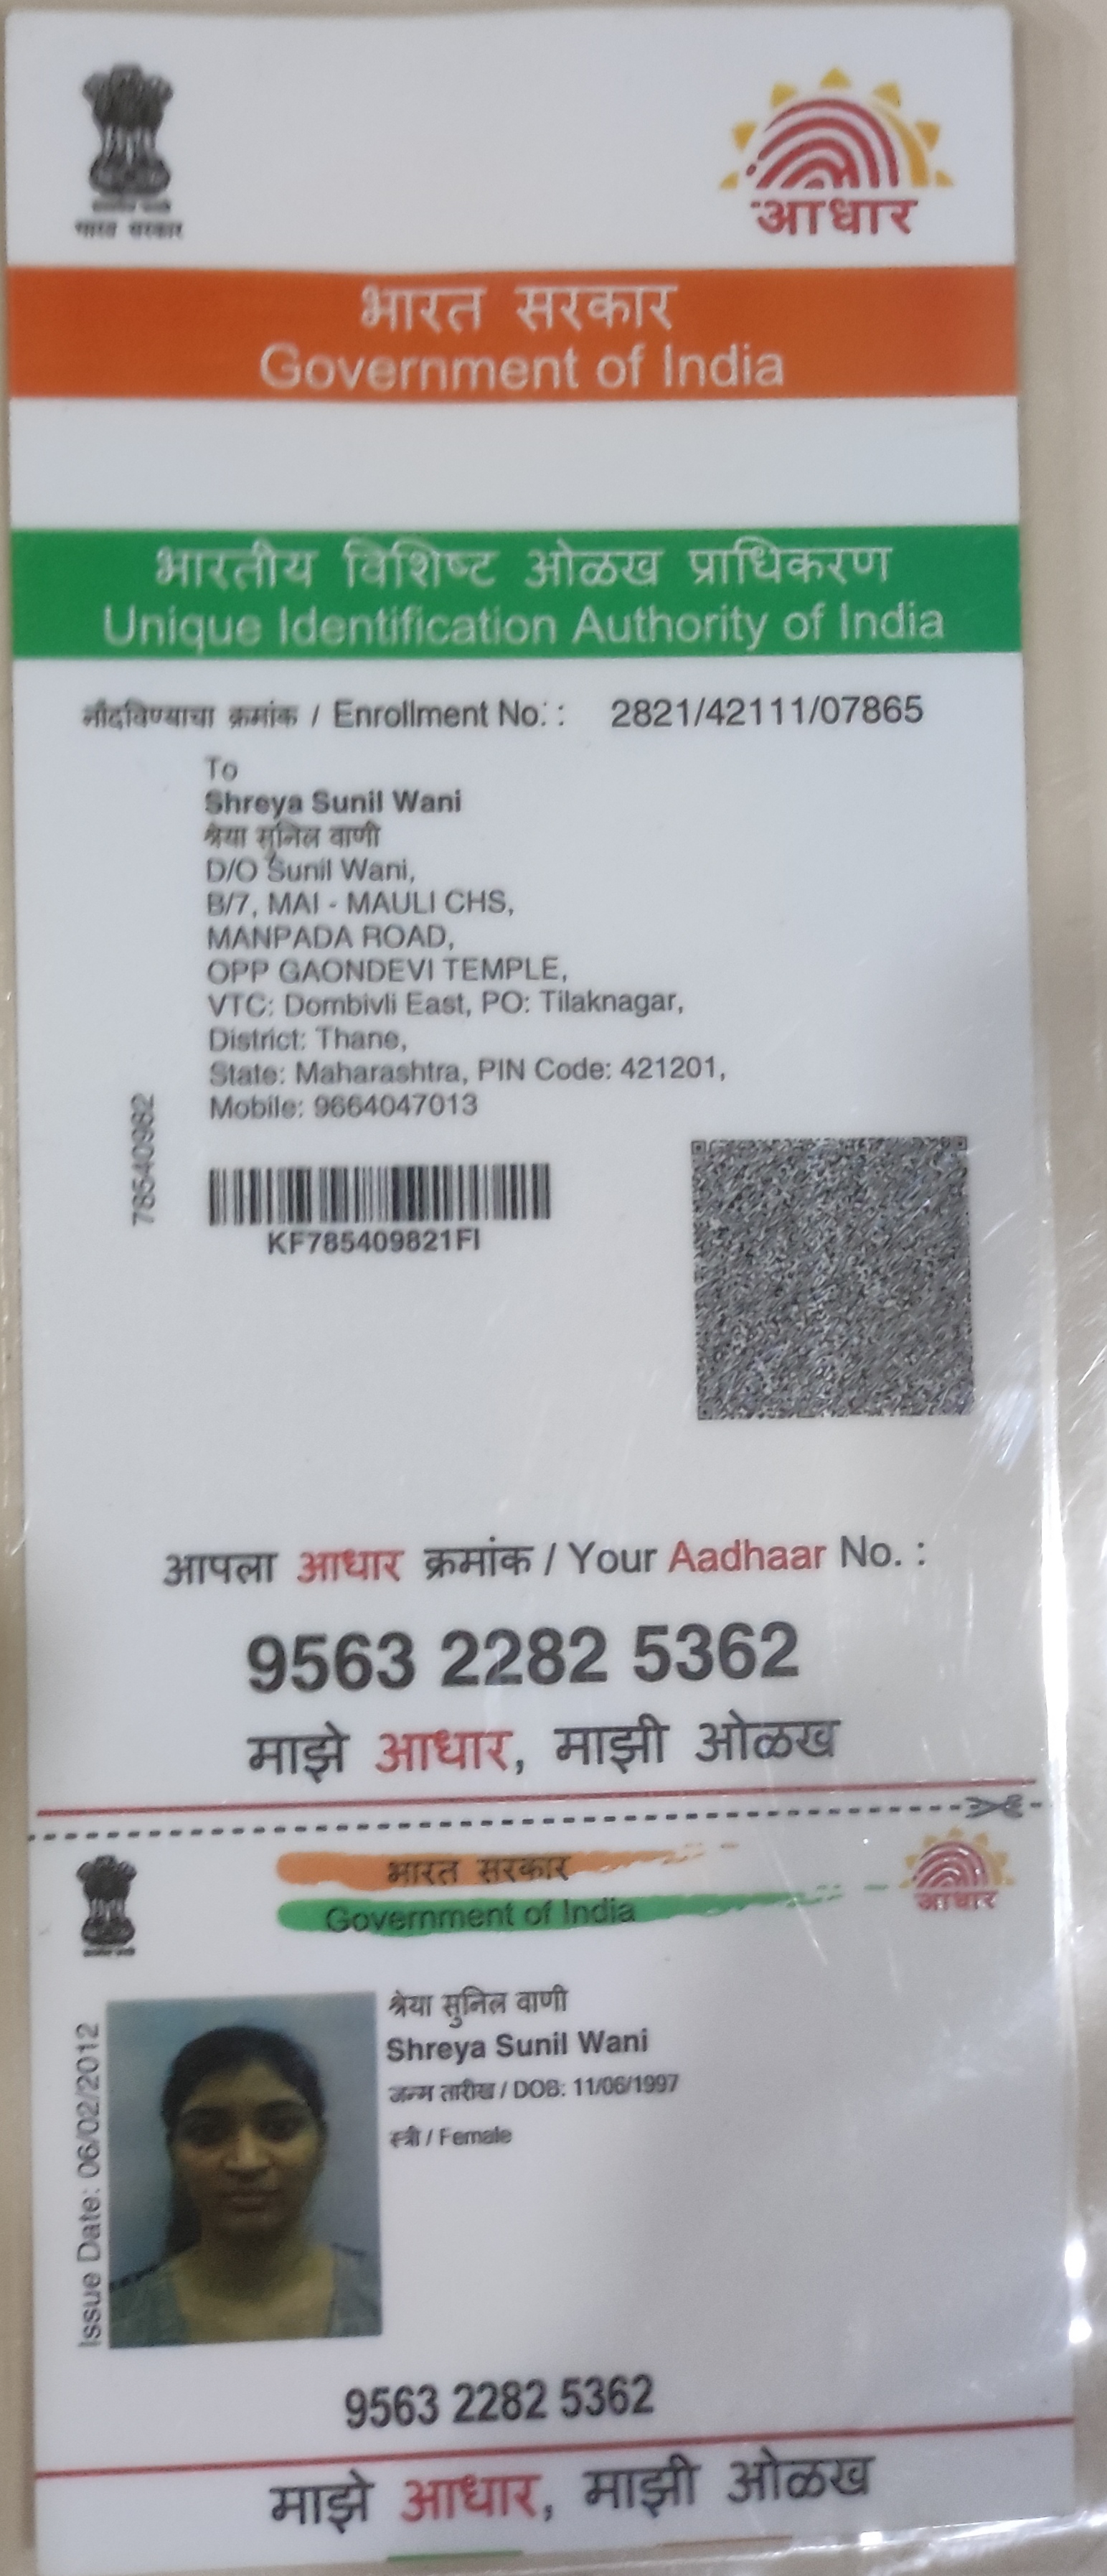 भारत सरकार
आधार
भारत सरकार
Government of India
भारतीय विशिष्ट ओळख प्राधिकरण
Unique Identification Authority of India
नोंदविण्याचा क्रमांक / Enrollment No. : 2821/42111/07865
To
Shreya Sunil Wani
श्रेया सुनिल वाणी
D/O Sunil Wani,
B/7, MAI - MAULI CHS,
MANPADA ROAD,
OPP GAONDEVI TEMPLE,
VTC: Dombivli East, PO: Tilaknagar,
District: Thane,
State: Maharashtra, PIN Code: 421201,
Mobile: 9664047013
78540982
KF785409821FI
आपला आधार क्रमांक / Your Aadhaar No. :
9563 2282 5362
माझे आधार, माझी ओळख
भारत सरकार
Government of India
आधार
श्रेया सुनिल वाणी
Shreya Sunil Wani
जन्म तारीख / DOB: 11/06/1997
स्त्री / Female
Issue Date: 06/02/2012
9563 2282 5362
माझे आधार, माझी ओळख